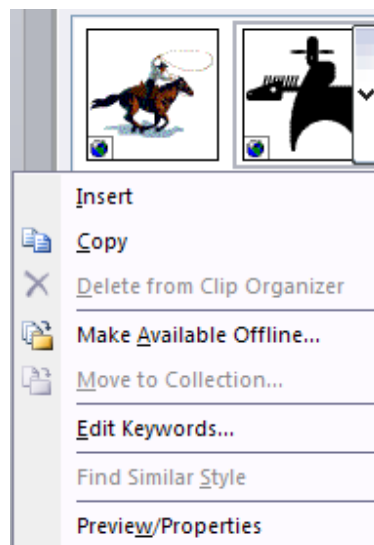 Insert
Copy
Delete from Clip Organizer
Make Available Offline...
Move to Collection...
Edit Keywords...
Find Similar Style
Preview/Properties